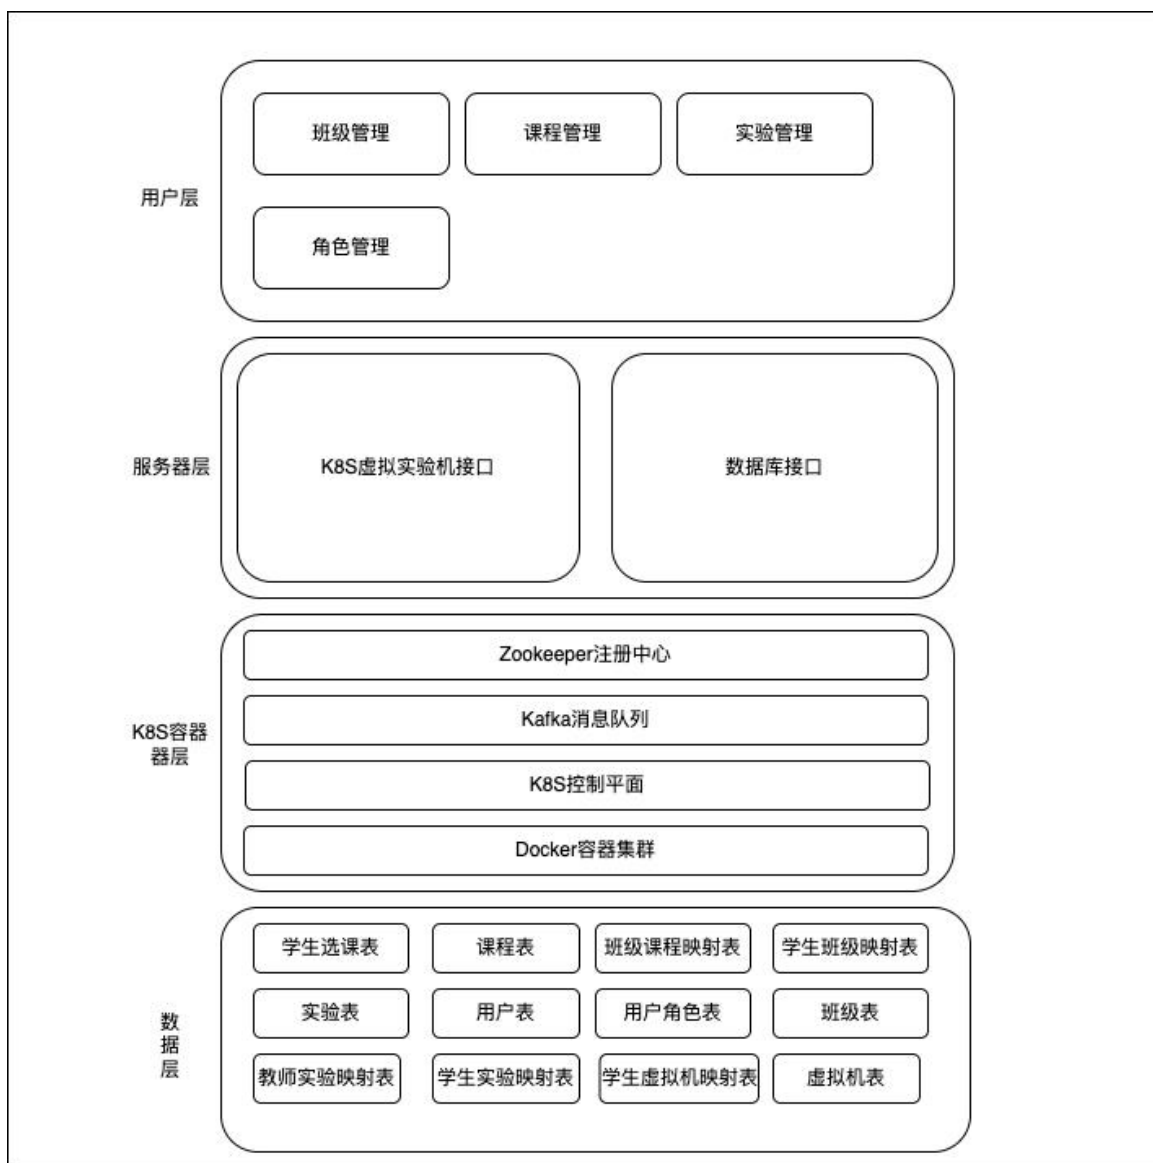 班级管理
课程管理
实验管理
用户层
角色管理
服务器层
K8S虚拟实验机接口
数据库接口
Zookeeper注册中心
Kafka消息队列
K8S容器
器层
K8S控制平面
Docker容器集群
学生选课表
课程表
班级课程映射表
学生班级映射表
数
据
层
实验表
用户表
用户角色表
班级表
教师实验映射表
学生实验映射表
学生虚拟机映射表
虚拟机表